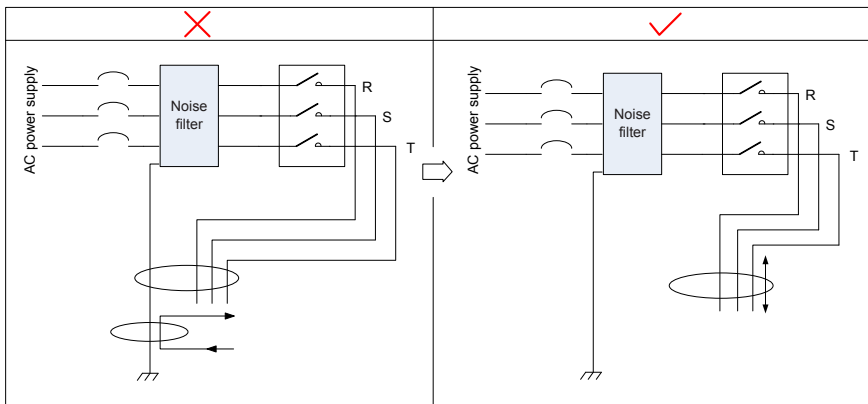 AC power supply
Noise
filter
R
S
T
AC power supply
Noise
filter
R
S
T